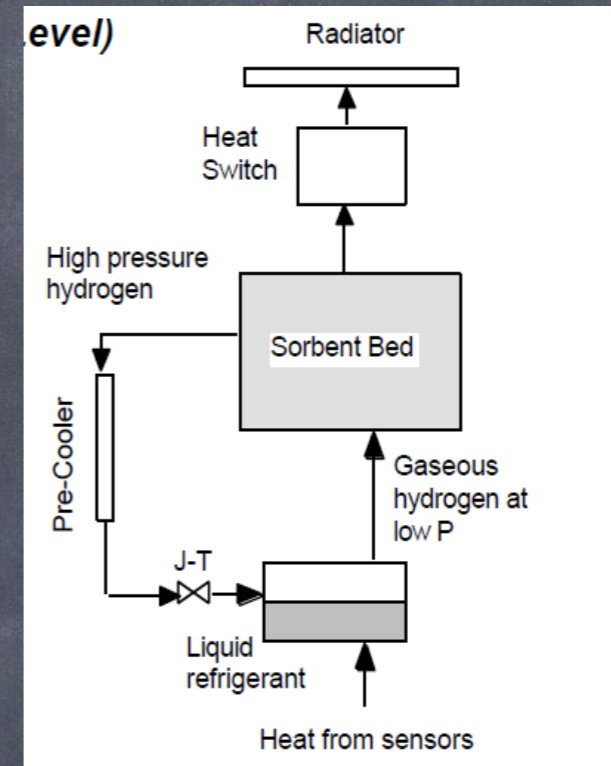 evel)
Radiator
Heat
Switch
High pressure
hydrogen
Sorbent Bed
Pre-Cooler
Gaseous
hydrogen at
low P
J-T
Liquid
refrigerant
Heat from sensors